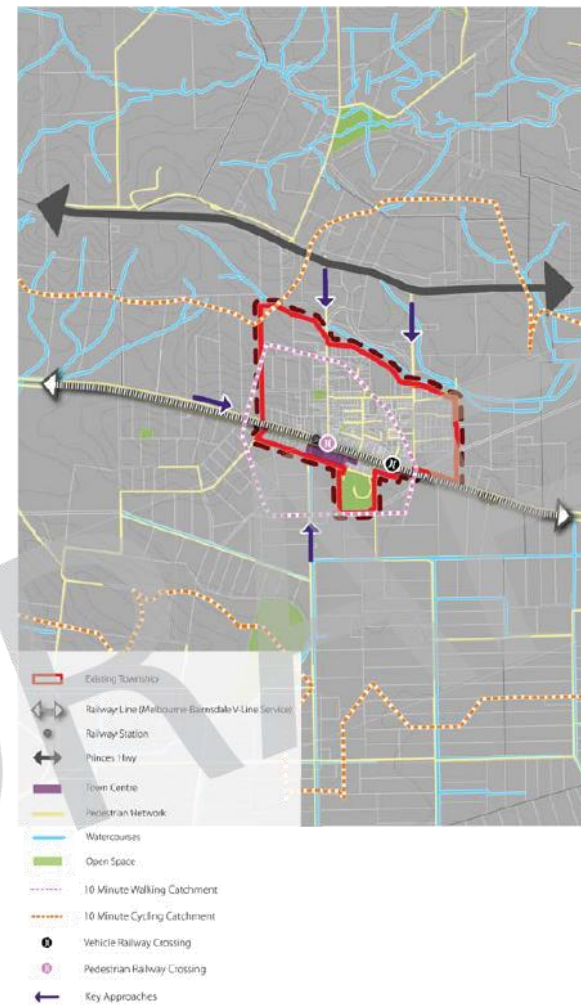 Existing Township
Railway Line (Melbourne-Bairnsdale V-Line Service)
Railway Station
Princes Hwy
Town Centre
Pedestrian Network
Watercourses
Open Space
10 Minute Walking Catchment
10 Minute Cycling Catchment
Vehicle Railway Crossing
Pedestrian Railway Crossing
Key Approaches